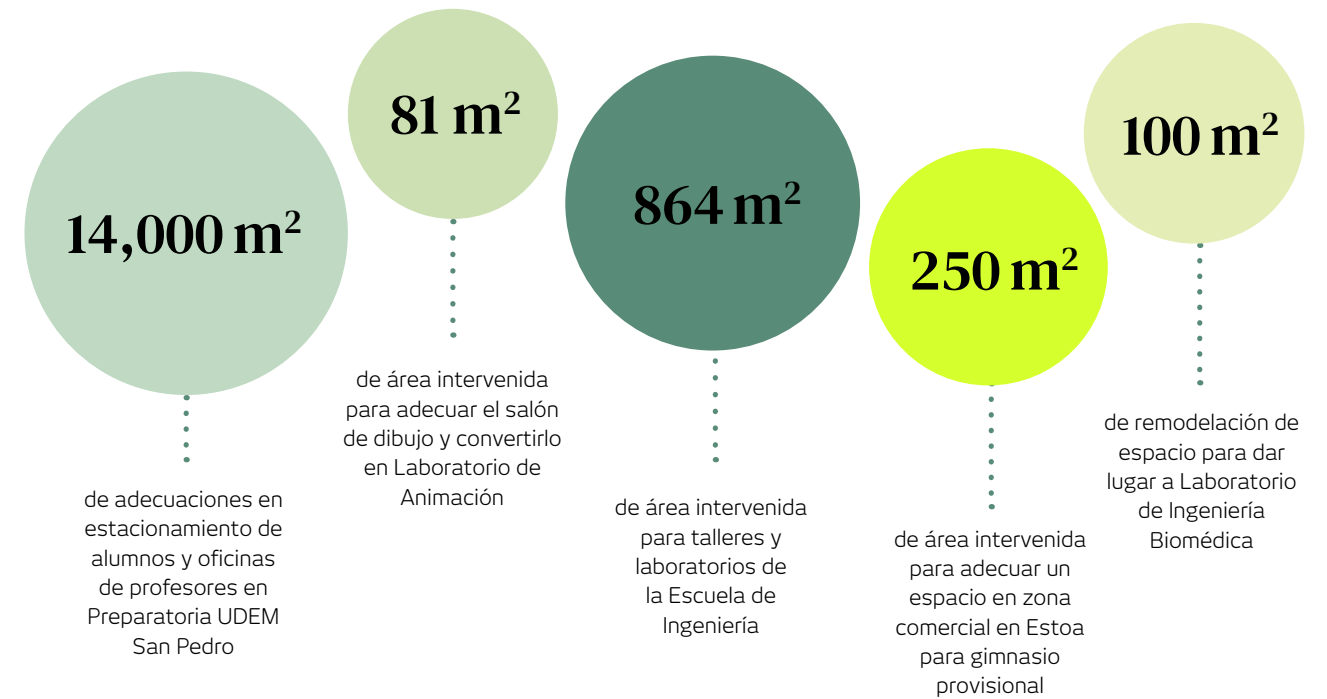 14,000 m²
de adecuaciones en
estacionamiento de
alumnos y oficinas
de profesores en
Preparatoria UDEM
San Pedro
81 m²
de área intervenida
para adecuar el salón
de dibujo y convertirlo
en Laboratorio de
Animación
864 m²
de área intervenida
para talleres y
laboratorios de
la Escuela de
Ingeniería
250 m²
de área intervenida
para adecuar un
espacio en zona
comercial en Estoa
para gimnasio
provisional
100 m²
de remodelación de
espacio para dar
lugar a Laboratorio
de Ingeniería
Biomédica